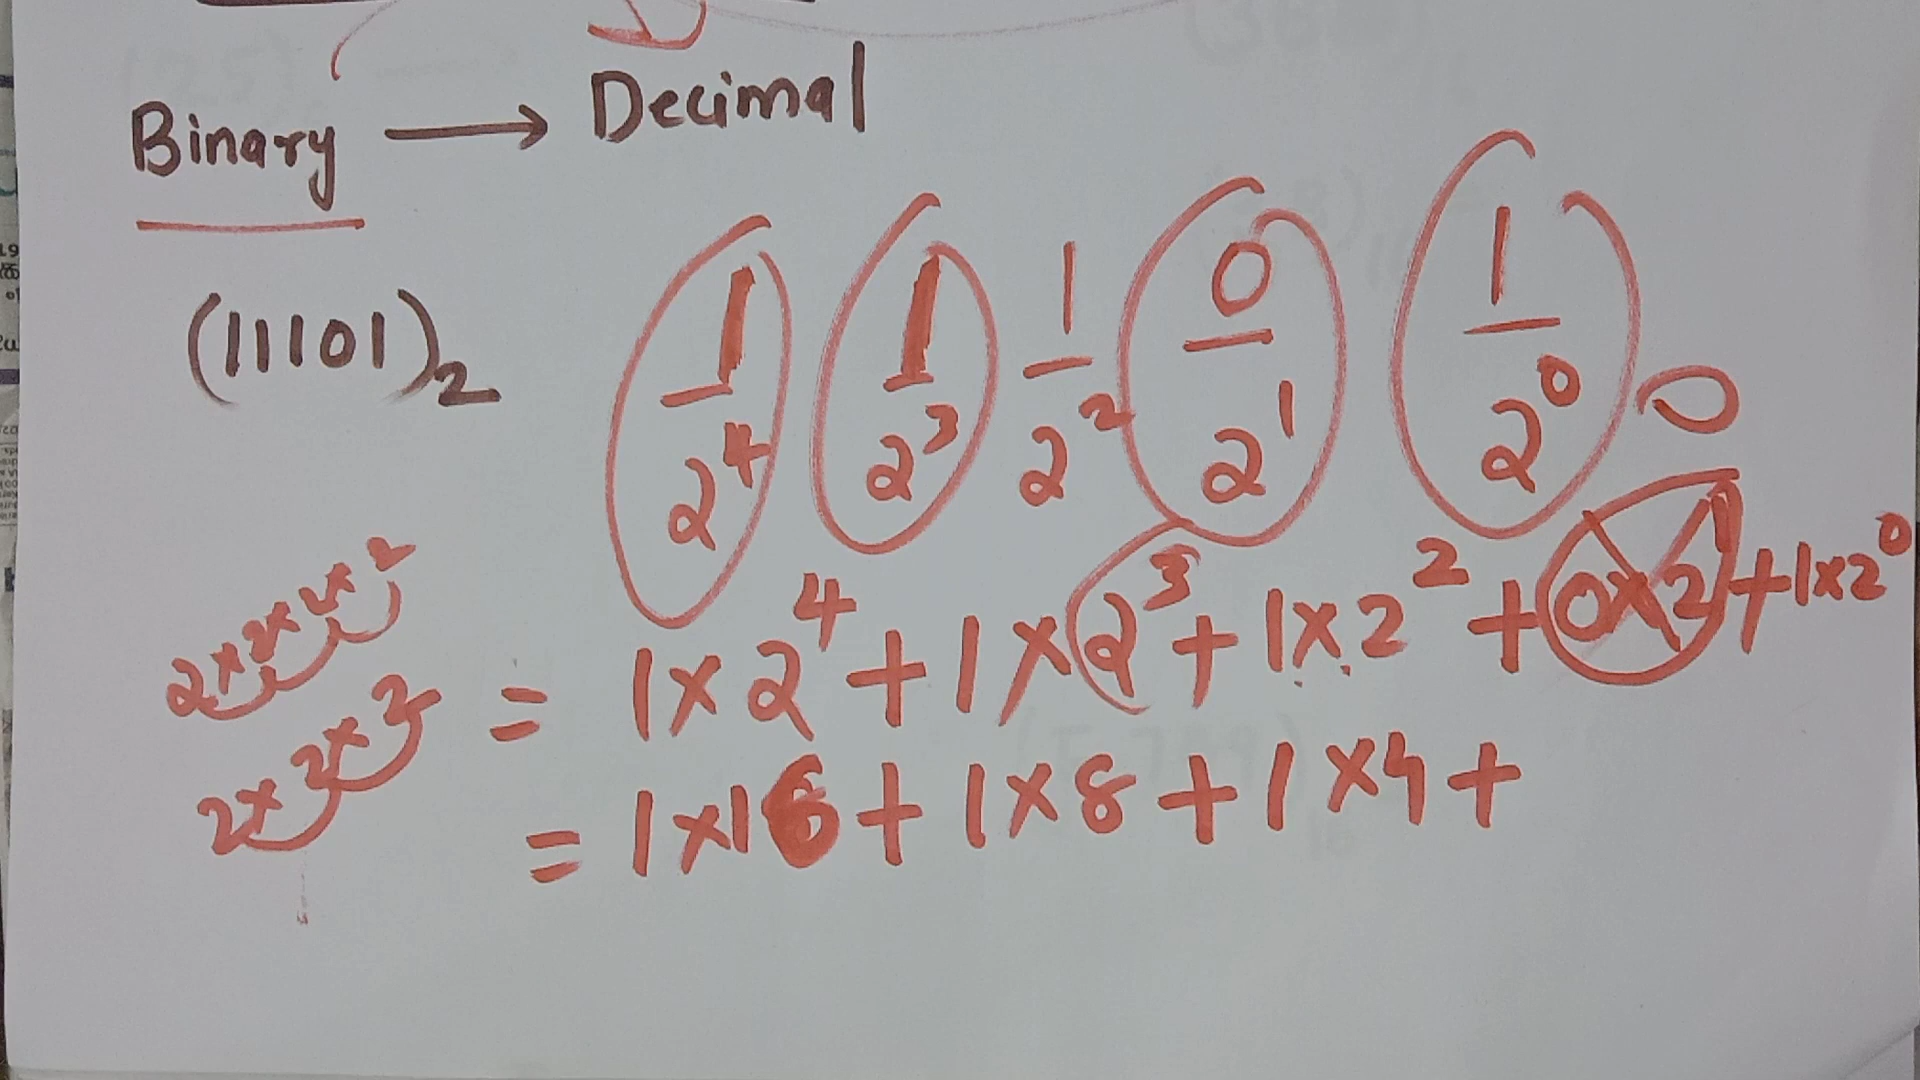 Binary → Decimal
(11101)₂
1 1 1 0 1
2⁴ 2³ 2² 2¹ 2⁰ 0
2×2×2×2
= 1×2⁴+1×2³+1×2²+0×2¹+1×2⁰
2×2×2
= 1×16+1×8+1×4+